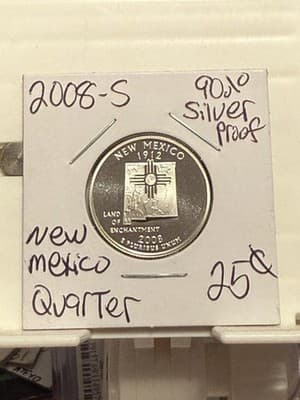 2008-S
90%
Silver
Proof
NEW MEXICO
1912
LAND
OF
ENCHANTMENT
2008
E PLURIBUS UNUM
New
mexico
Quarter
25¢